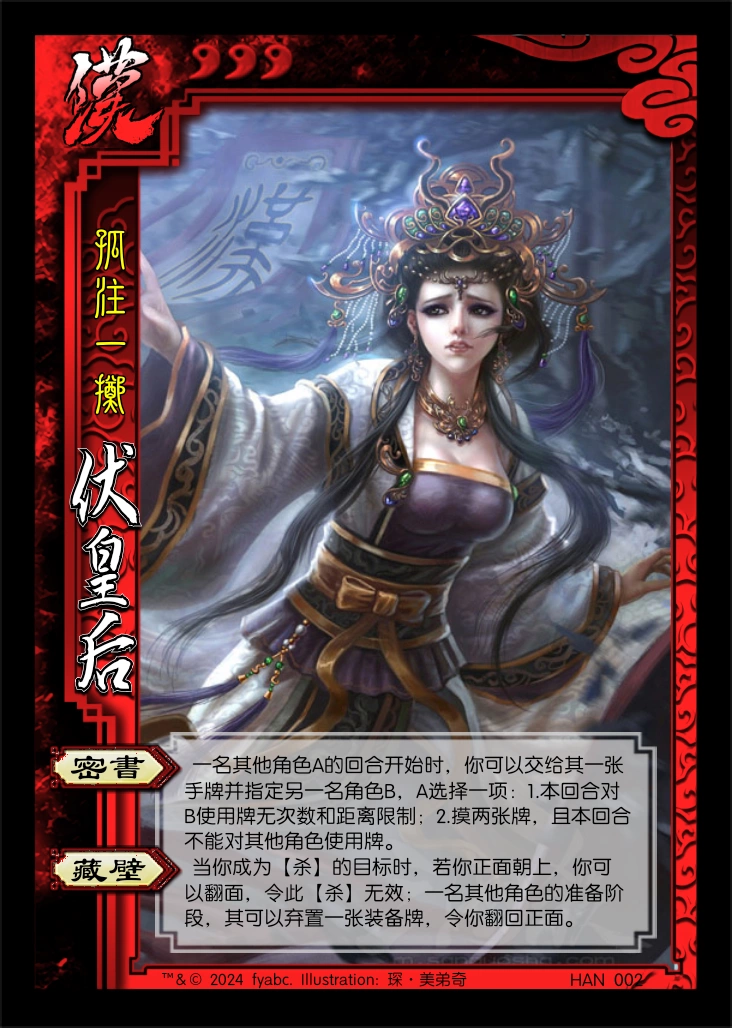 漢
孤注一擲
伏皇后
密書
一名其他角色A的回合开始时，你可以交给其一张
手牌并指定另一名角色B，A选择一项：1.本回合对
B使用牌无次数和距离限制；2.摸两张牌，且本回合
不能对其他角色使用牌。
藏壁
当你成为【杀】的目标时，若你正面朝上，你可
以翻面，令此【杀】无效；一名其他角色的准备阶
段，其可以弃置一张装备牌，令你翻回正面。
™&© 2024 fyabc. Illustration: 琛·美弟奇
HAN 002